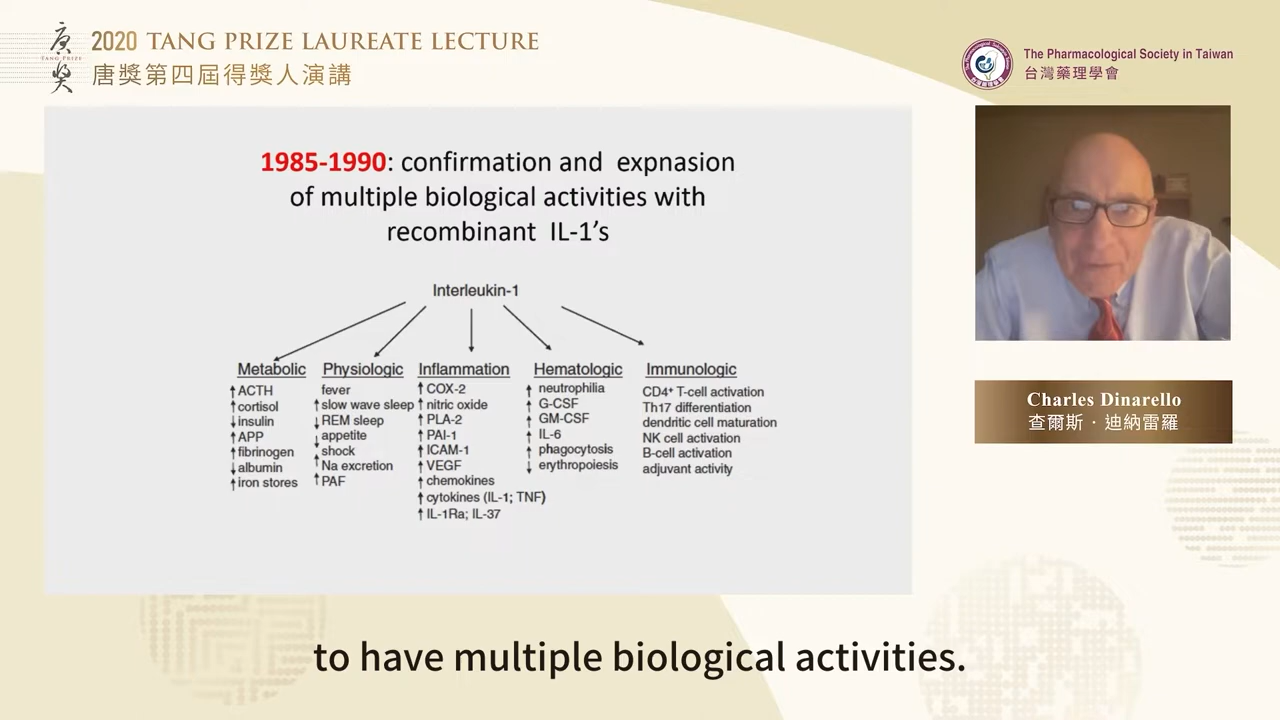 唐獎
TANG PRIZE
2020 TANG PRIZE LAUREATE LECTURE
唐獎第四屆得獎人演講
The Pharmacological Society in Taiwan
台灣藥理學會
1985-1990: confirmation and expnasion
of multiple biological activities with
recombinant IL-1’s
Interleukin-1
Metabolic
↑ACTH
↑cortisol
↓insulin
↑APP
↑fibrinogen
↓albumin
↑iron stores
Physiologic
fever
↑slow wave sleep
↓REM sleep
↓appetite
↓shock
↑Na excretion
↑PAF
Inflammation
↑COX-2
↑nitric oxide
↑PLA-2
↑PAI-1
↑ICAM-1
↑VEGF
↑chemokines
↑cytokines (IL-1; TNF)
↑IL-1Ra; IL-37
Hematologic
↑neutrophilia
↑G-CSF
↑GM-CSF
↑IL-6
↑phagocytosis
↓erythropoiesis
Immunologic
CD4⁺ T-cell activation
Th17 differentiation
dendritic cell maturation
NK cell activation
B-cell activation
adjuvant activity
Charles Dinarello
查爾斯・迪納雷羅
to have multiple biological activities.